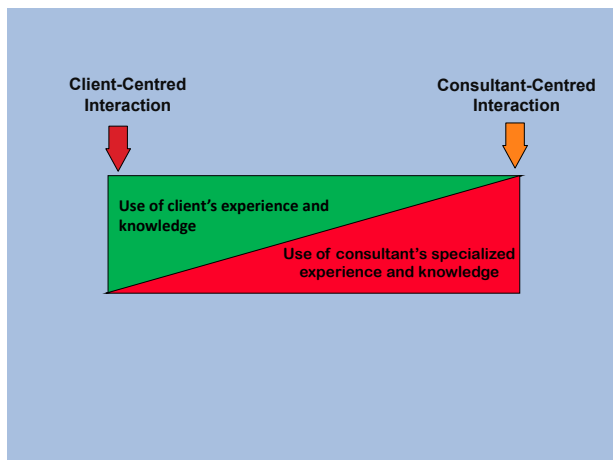 Client-Centred
Interaction
Consultant-Centred
Interaction
Use of client's experience and
knowledge
Use of consultant's specialized
experience and knowledge